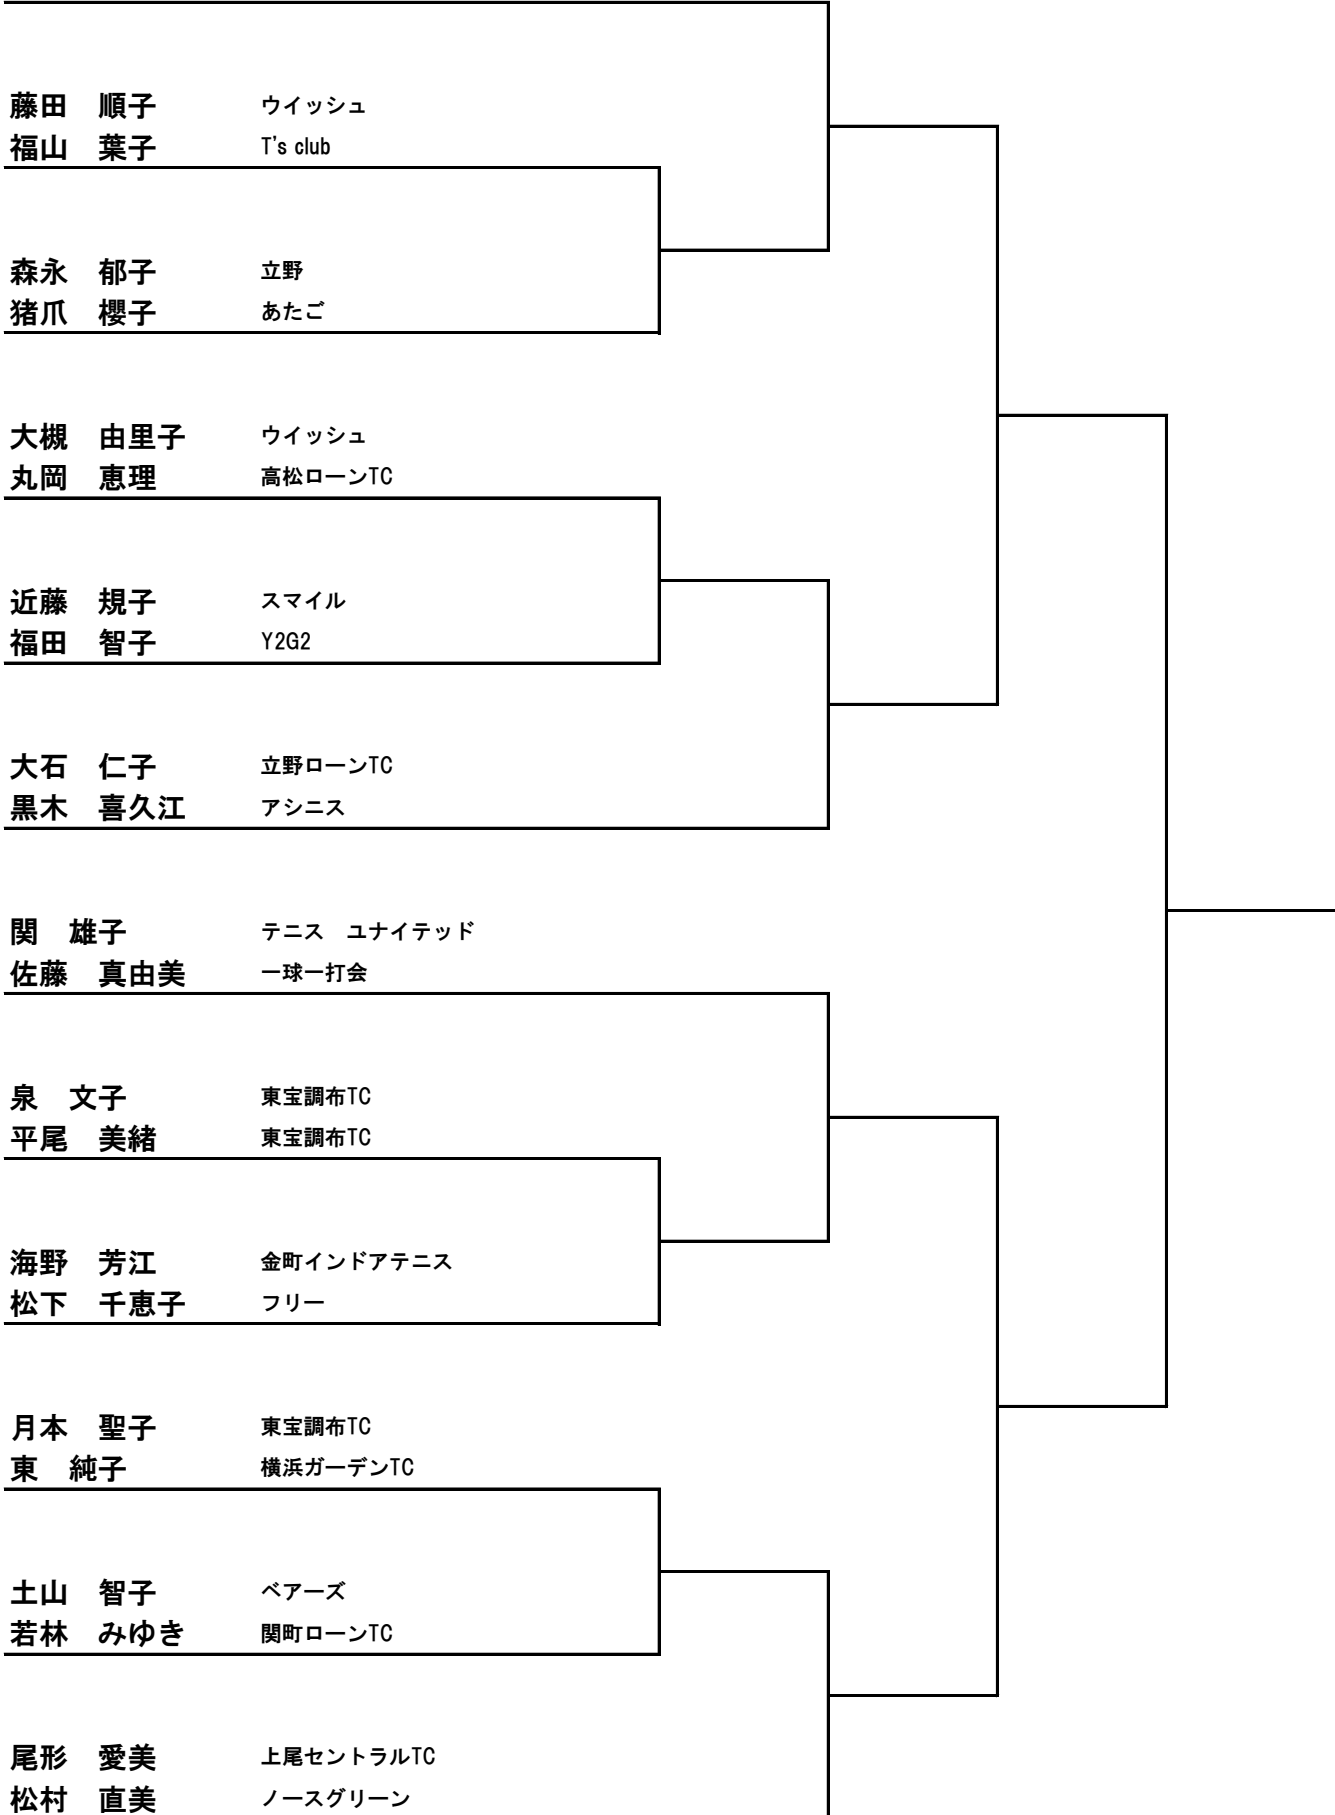 藤田　順子　ウイッシュ
福山　葉子　T's club
森永　郁子　立野
猪爪　櫻子　あたご
大槻　由里子　ウイッシュ
丸岡　恵理　高松ローンTC
近藤　規子　スマイル
福田　智子　Y2G2
大石　仁子　立野ローンTC
黒木　喜久江　アシニス
関　雄子　テニス　ユナイテッド
佐藤　真由美　一球一打会
泉　文子　東宝調布TC
平尾　美緒　東宝調布TC
海野　芳江　金町インドアテニス
松下　千恵子　フリー
月本　聖子　東宝調布TC
東　純子　横浜ガーデンTC
土山　智子　ベアーズ
若林　みゆき　関町ローンTC
尾形　愛美　上尾セントラルTC
松村　直美　ノースグリーン